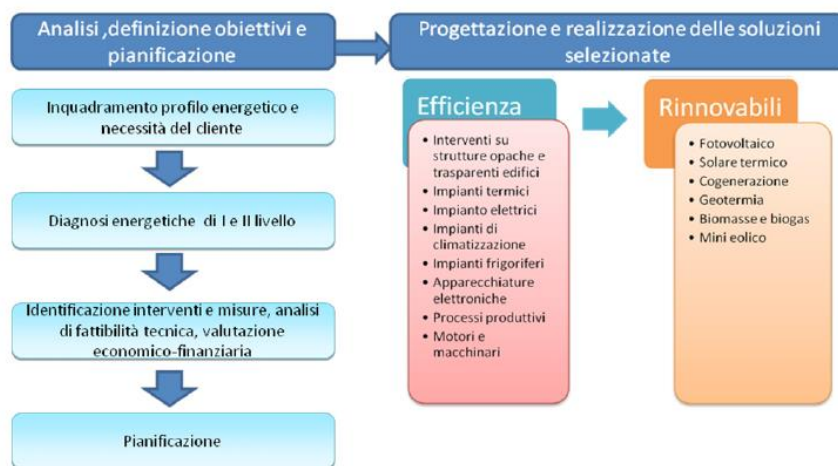 Analisi ,definizione obiettivi e
pianificazione
Progettazione e realizzazione delle soluzioni
selezionate
Inquadramento profilo energetico e
necessità del cliente
Diagnosi energetiche di I e II livello
Identificazione interventi e misure, analisi
di fattibilità tecnica, valutazione
economico-finanziaria
Pianificazione
Efficienza
• Interventi su
strutture opache e
trasparenti edifici
• Impianti termici
• Impianto elettrici
• Impianti di
climatizzazione
• Impianti frigoriferi
• Apparecchiature
elettroniche
• Processi produttivi
• Motori e
macchinari
Rinnovabili
• Fotovoltaico
• Solare termico
• Cogenerazione
• Geotermia
• Biomasse e biogas
• Mini eolico